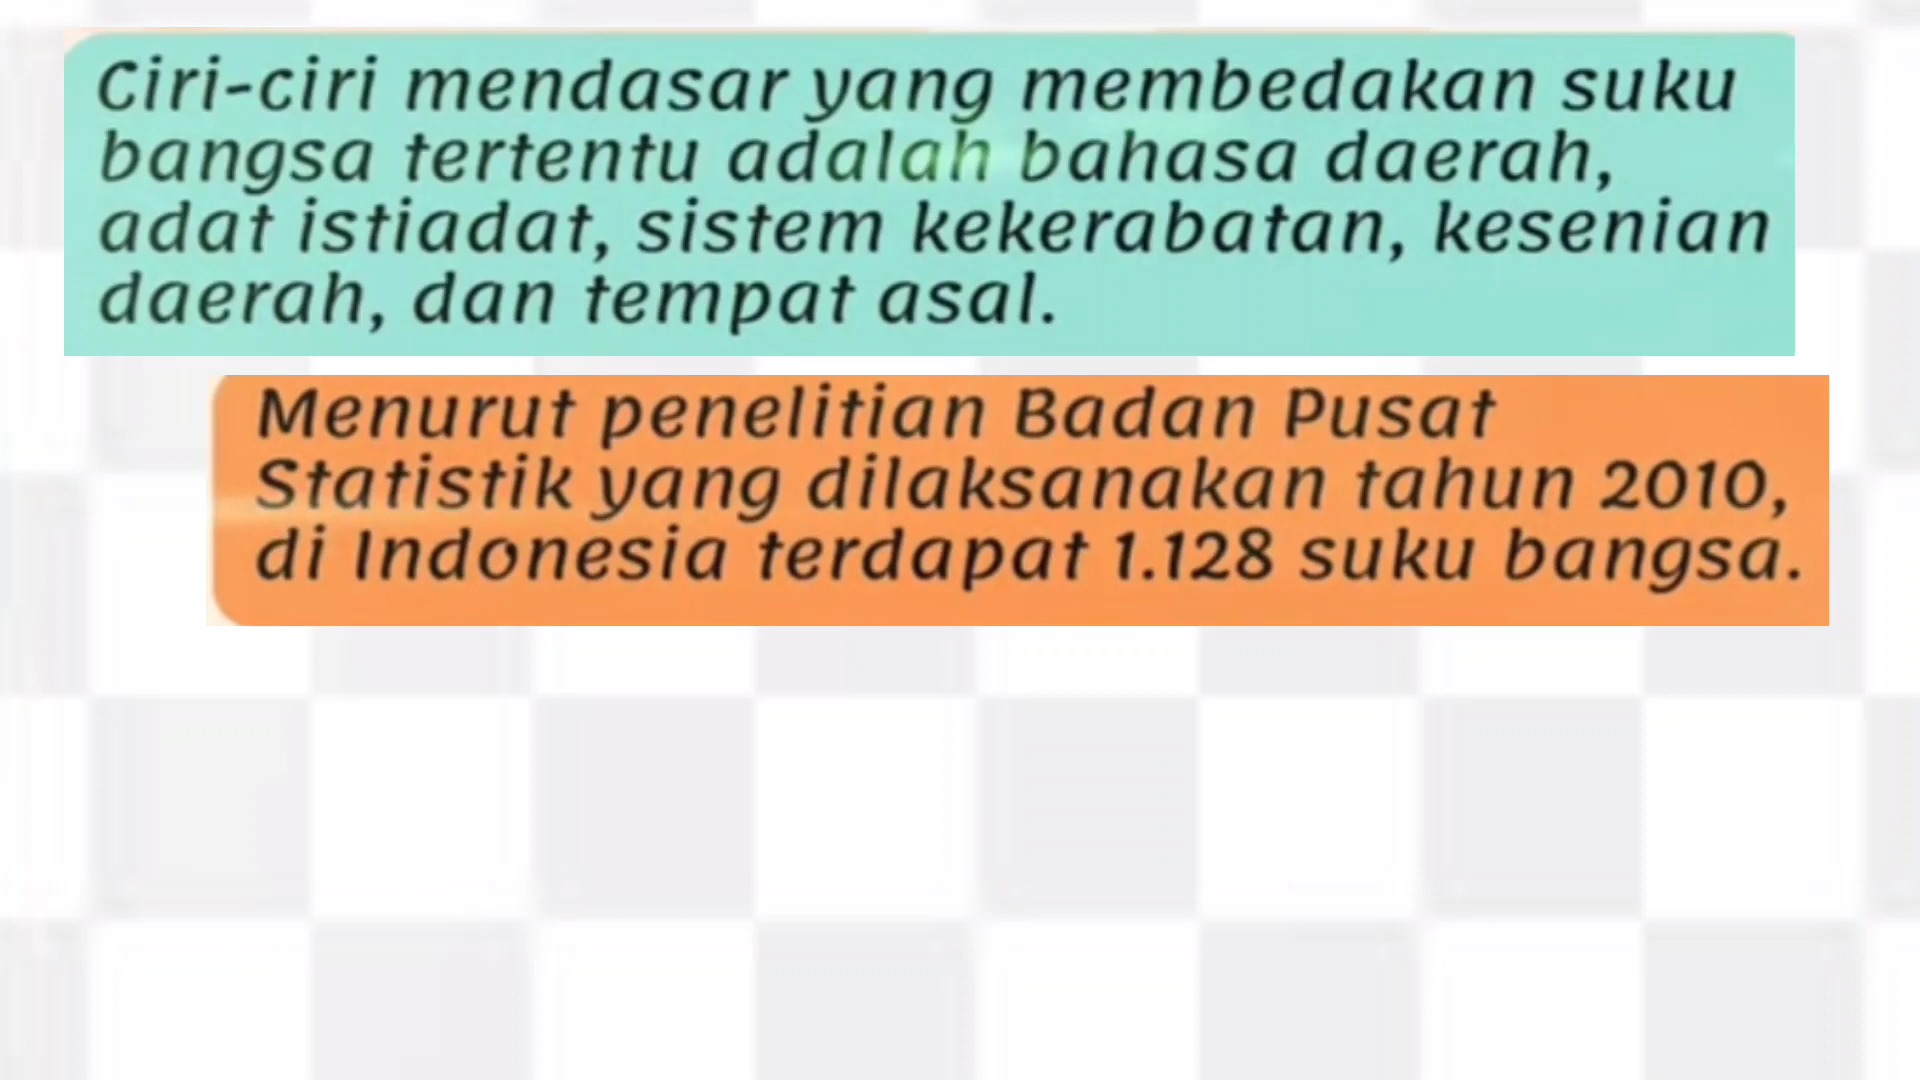 Ciri-ciri mendasar yang membedakan suku
bangsa tertentu adalah bahasa daerah,
adat istiadat, sistem kekerabatan, kesenian
daerah, dan tempat asal.
Menurut penelitian Badan Pusat
Statistik yang dilaksanakan tahun 2010,
di Indonesia terdapat 1.128 suku bangsa.